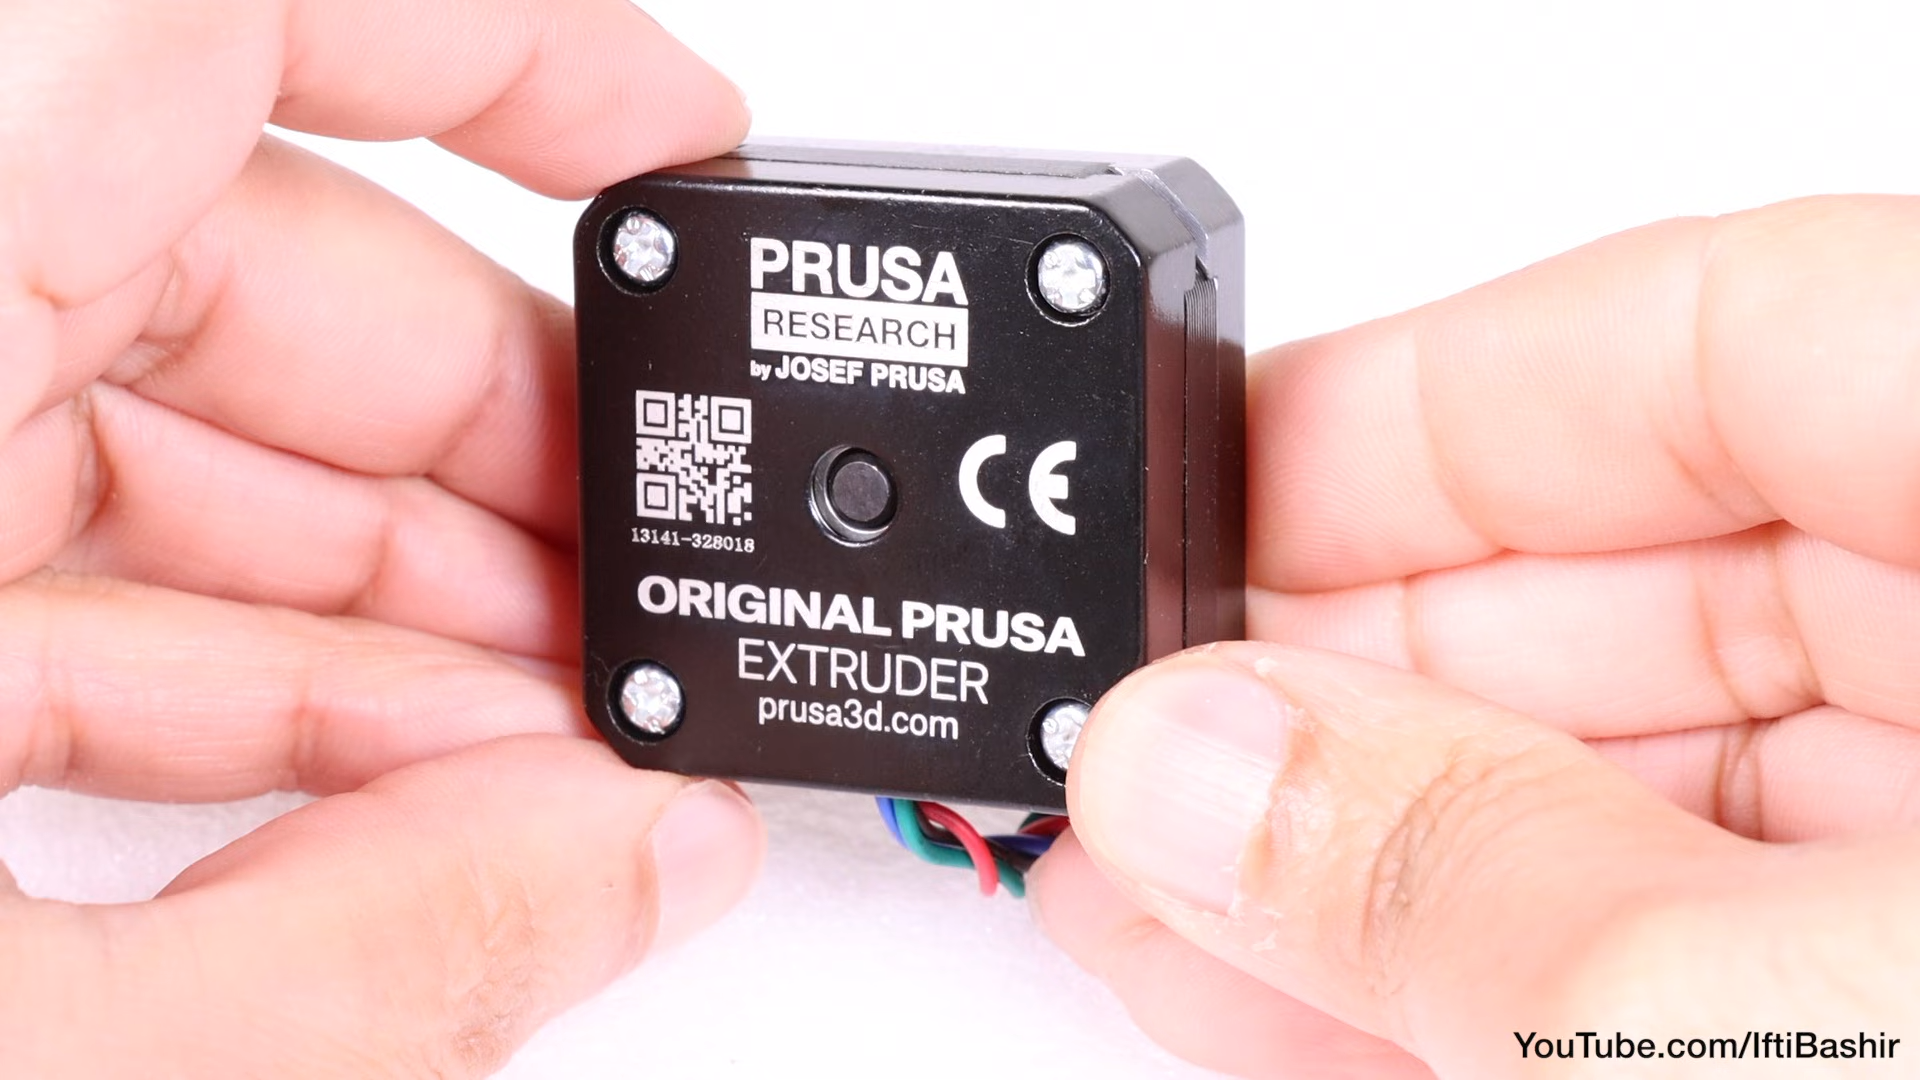 PRUSA
RESEARCH
by JOSEF PRUSA
CE
13141-328018
ORIGINAL PRUSA
EXTRUDER
prusa3d.com
YouTube.com/IftiBashir